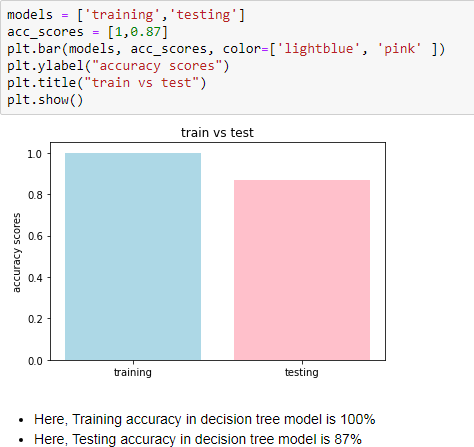 models = ['training','testing']
acc_scores = [1,0.87]
plt.bar(models, acc_scores, color=['lightblue', 'pink' ])
plt.ylabel("accuracy scores")
plt.title("train vs test")
plt.show()
train vs test
1.0
0.8
0.6
0.4
0.2
0.0
accuracy scores
training testing
• Here, Training accuracy in decision tree model is 100%
• Here, Testing accuracy in decision tree model is 87%